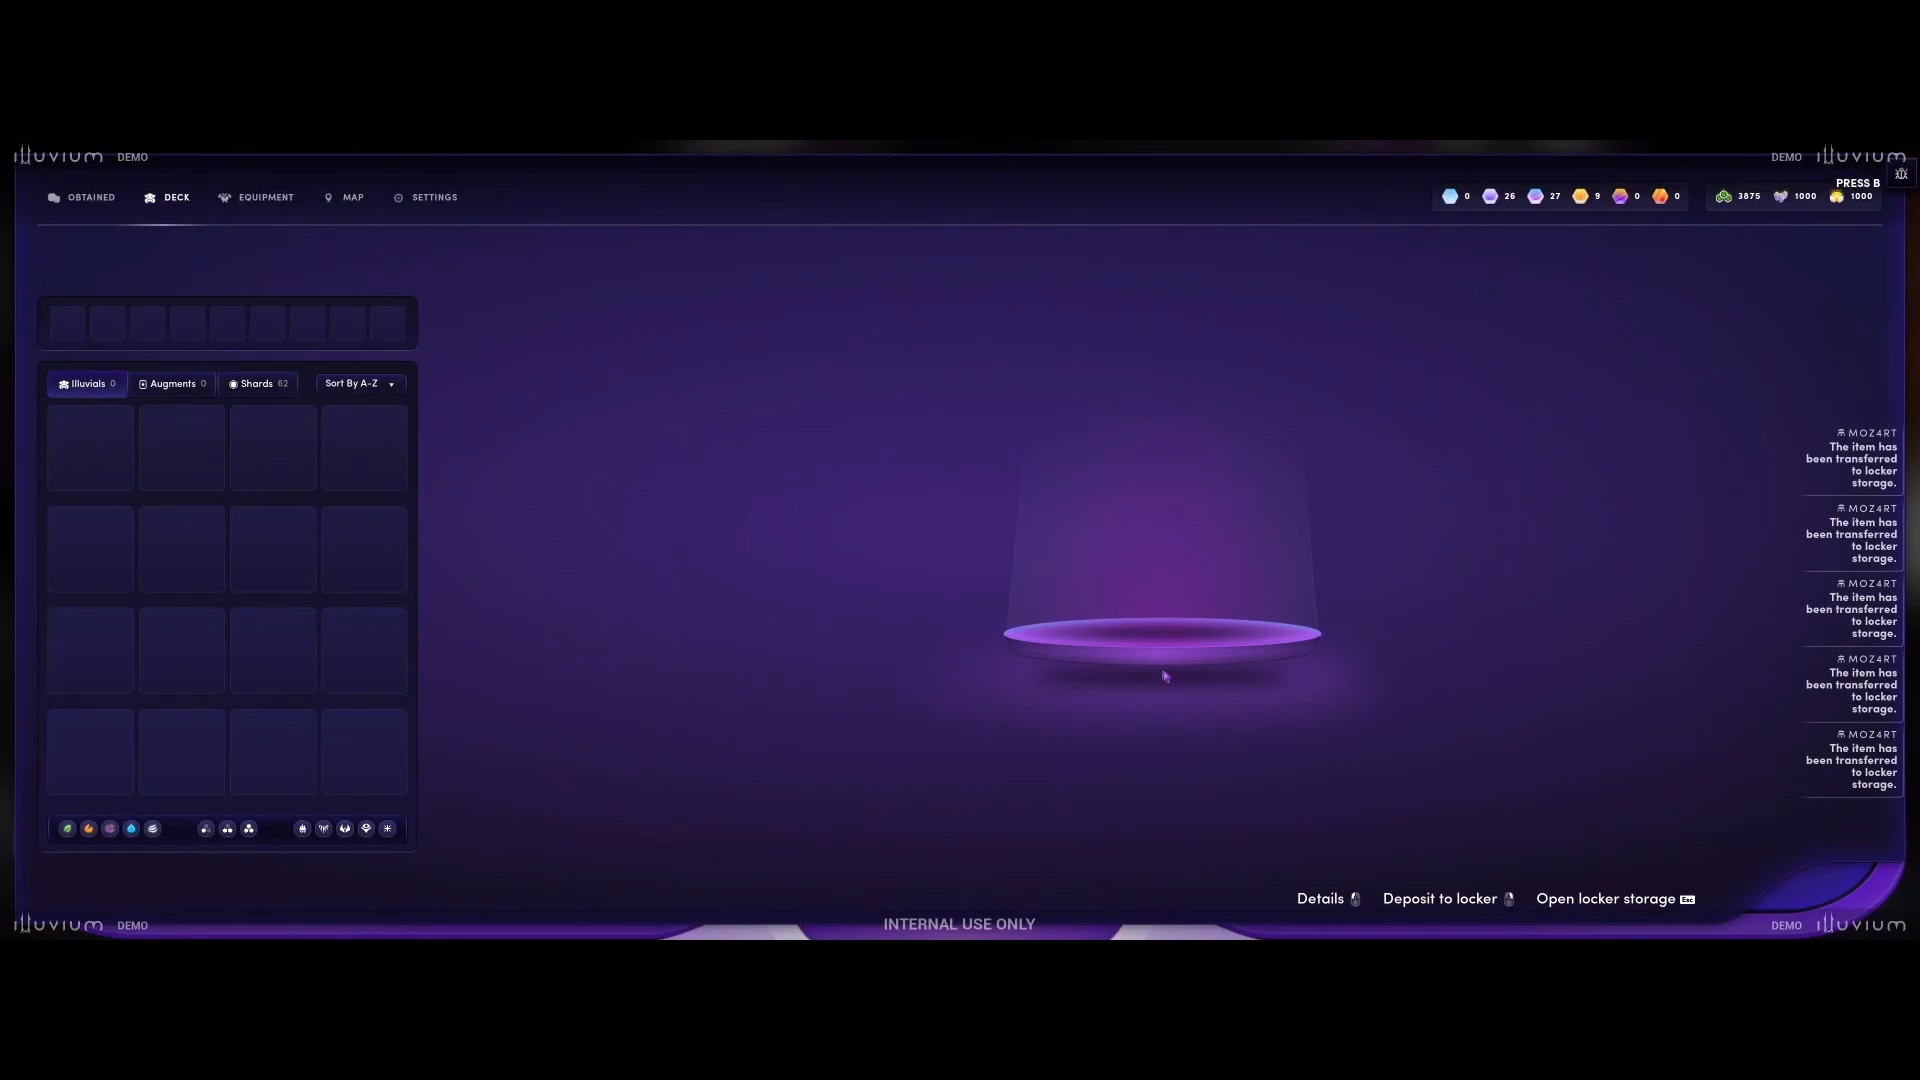 illuvium DEMO
DEMO illuvium
PRESS B
OBTAINED DECK EQUIPMENT MAP SETTINGS
0 26 27 9 0 0 3875 1000 1000
Illuvials 0 Augments 0 Shards 62 Sort By A-Z
MOZ4RT
The item has
been transferred
to locker
storage.
MOZ4RT
The item has
been transferred
to locker
storage.
MOZ4RT
The item has
been transferred
to locker
storage.
MOZ4RT
The item has
been transferred
to locker
storage.
MOZ4RT
The item has
been transferred
to locker
storage.
Details Deposit to locker Open locker storage Esc
illuvium DEMO
INTERNAL USE ONLY
DEMO illuvium